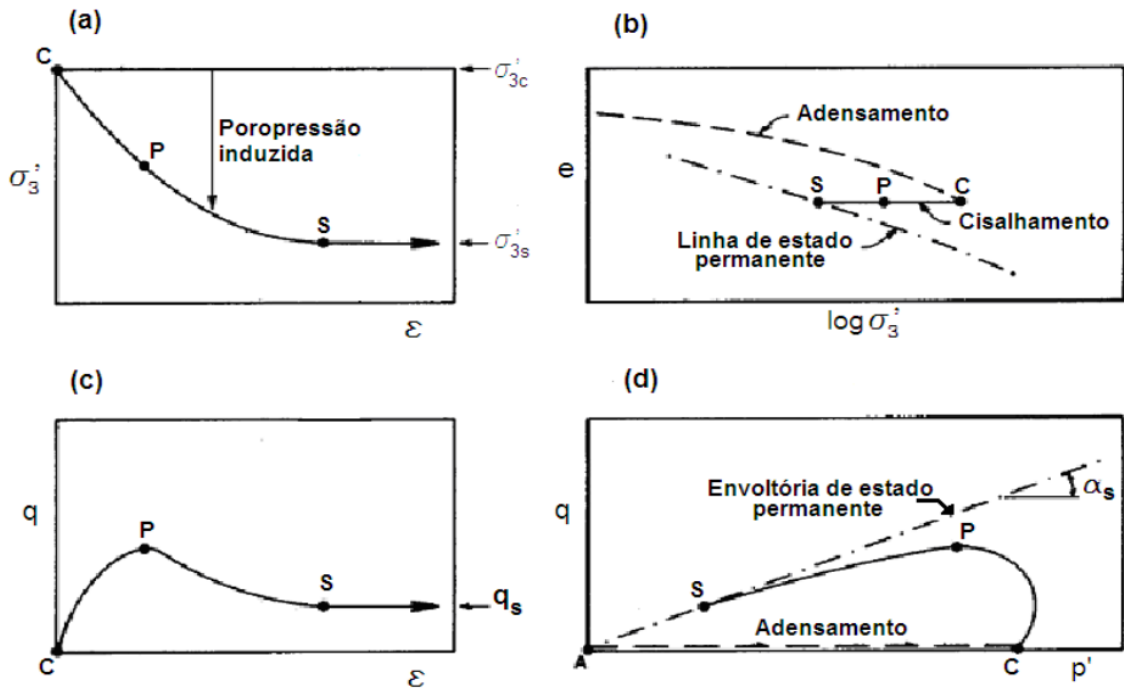 (a)
C
σ'3c
Poropressão
induzida
P
σ'3
S
σ'3s
ε
(b)
Adensamento
e
S
P
C
Cisalhamento
Linha de estado
permanente
log σ'3
(c)
q
P
S
qs
C
ε
(d)
Envoltória de estado
permanente
αs
q
P
S
Adensamento
A
C
p'